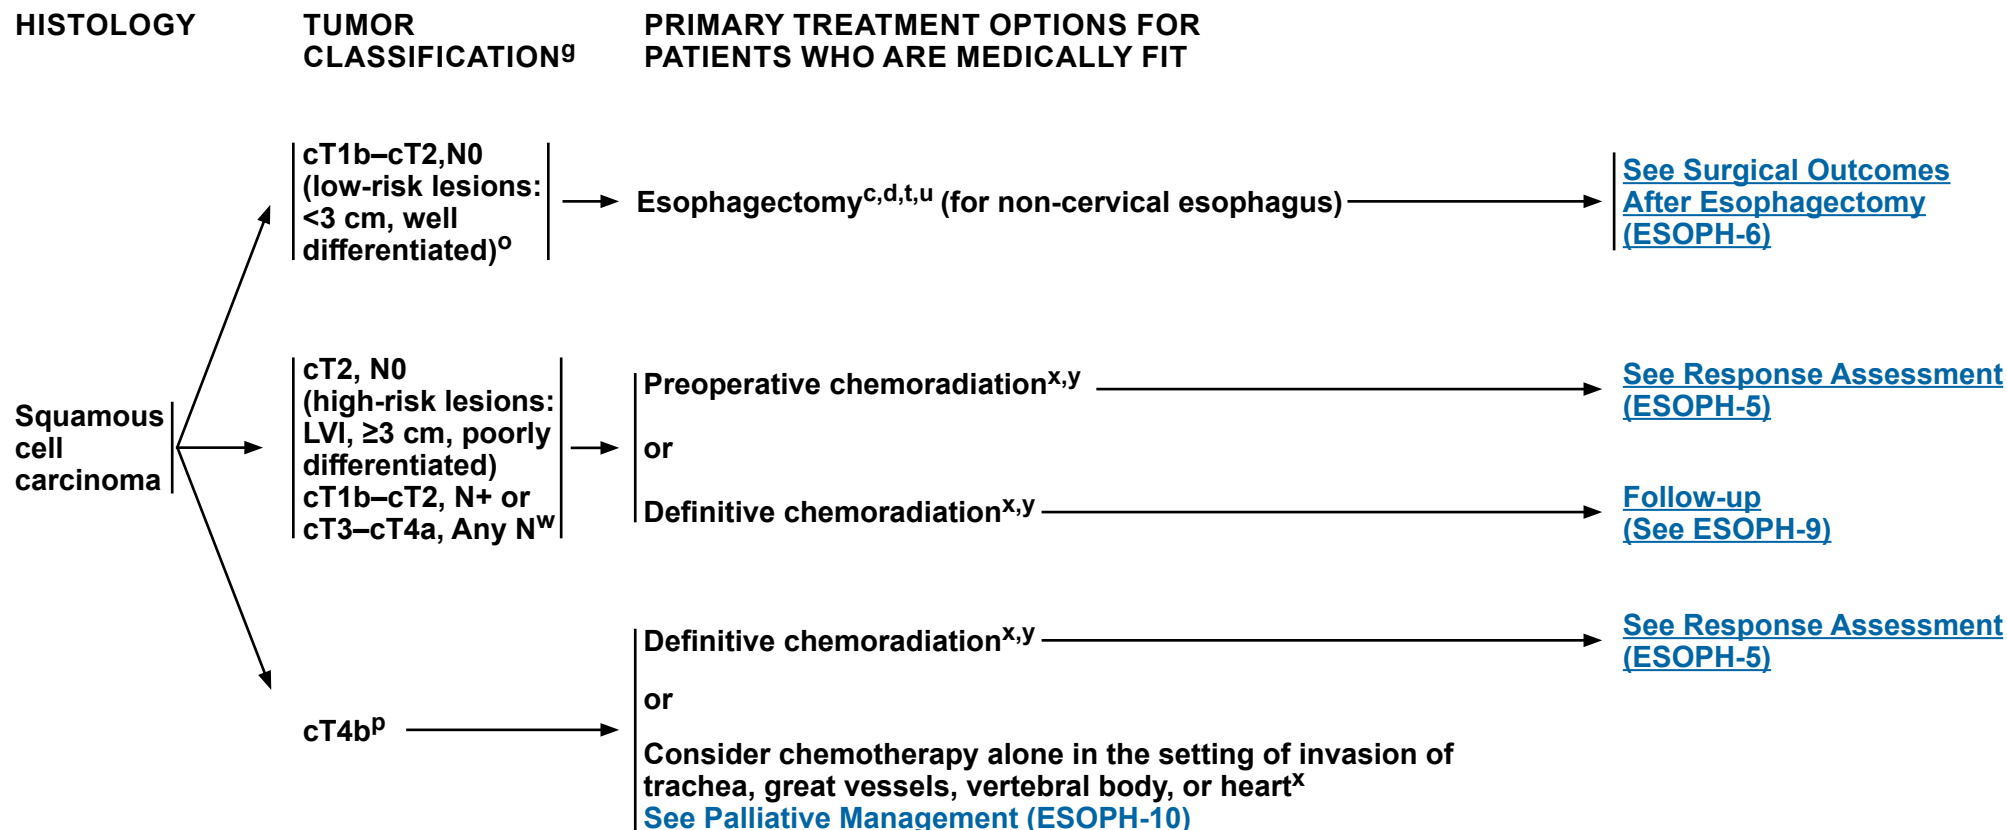 HISTOLOGY
TUMOR
CLASSIFICATIONg
PRIMARY TREATMENT OPTIONS FOR
PATIENTS WHO ARE MEDICALLY FIT
Squamous
cell
carcinoma
cT1b–cT2,N0
(low-risk lesions:
<3 cm, well
differentiated)o
Esophagectomyc,d,t,u (for non-cervical esophagus)
See Surgical Outcomes
After Esophagectomy
(ESOPH-6)
cT2, N0
(high-risk lesions:
LVI, ≥3 cm, poorly
differentiated)
cT1b–cT2, N+ or
cT3–cT4a, Any Nw
Preoperative chemoradiationx,y
See Response Assessment
(ESOPH-5)
or
Definitive chemoradiationx,y
Follow-up
(See ESOPH-9)
cT4bp
Definitive chemoradiationx,y
See Response Assessment
(ESOPH-5)
or
Consider chemotherapy alone in the setting of invasion of
trachea, great vessels, vertebral body, or heartx
See Palliative Management (ESOPH-10)